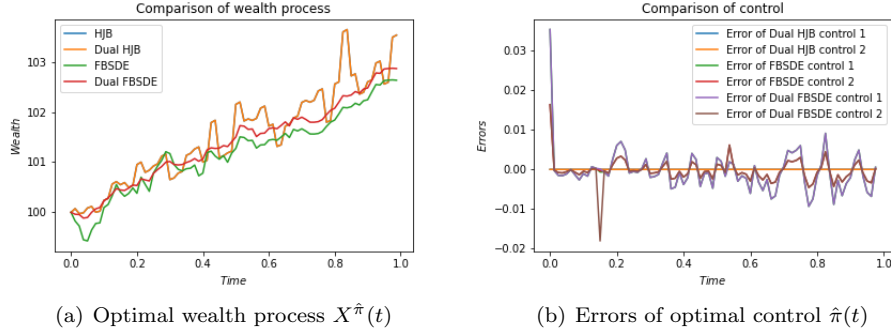 Comparison of wealth process
HJB
Dual HJB
FBSDE
Dual FBSDE
103
102
101
100
Wealth
0.0 0.2 0.4 0.6 0.8 1.0
Time
(a) Optimal wealth process $X^{\hat{\pi}}(t)$
Comparison of control
Error of Dual HJB control 1
Error of Dual HJB control 2
Error of FBSDE control 1
Error of FBSDE control 2
Error of Dual FBSDE control 1
Error of Dual FBSDE control 2
0.03
0.02
0.01
0.00
−0.01
−0.02
Errors
0.0 0.2 0.4 0.6 0.8 1.0
Time
(b) Errors of optimal control $\hat{\pi}(t)$